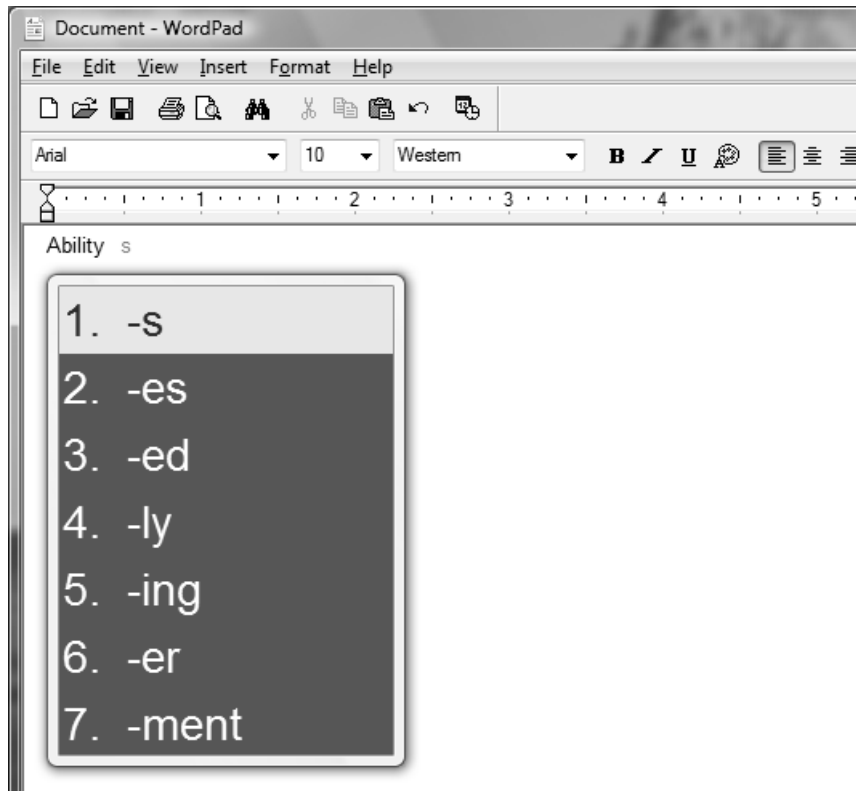 Document - WordPad
File Edit View Insert Format Help
Arial 10 Western B I U
1 2 3 4 5
Ability s
1. -s
2. -es
3. -ed
4. -ly
5. -ing
6. -er
7. -ment